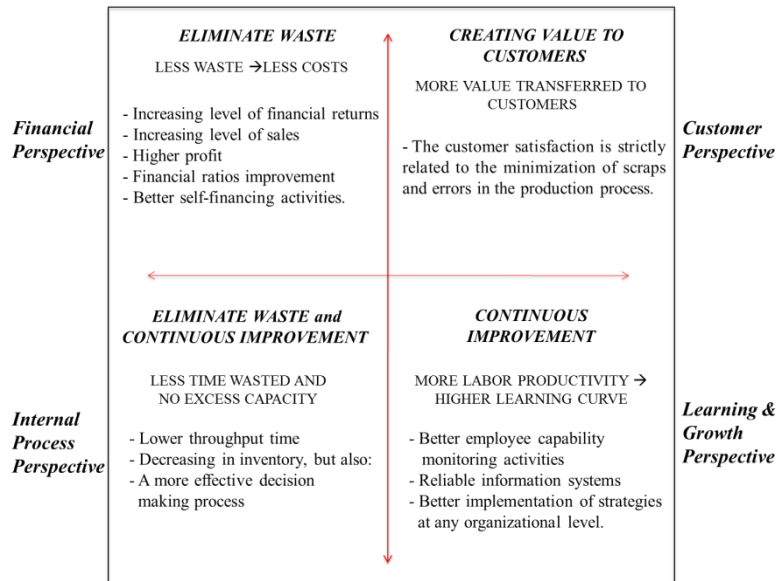 ELIMINATE WASTE
LESS WASTE →LESS COSTS
- Increasing level of financial returns
- Increasing level of sales
- Higher profit
- Financial ratios improvement
- Better self-financing activities.
Financial
Perspective
CREATING VALUE TO
CUSTOMERS
MORE VALUE TRANSFERRED TO
CUSTOMERS
- The customer satisfaction is strictly
related to the minimization of scraps
and errors in the production process.
Customer
Perspective
ELIMINATE WASTE and
CONTINUOUS IMPROVEMENT
LESS TIME WASTED AND
NO EXCESS CAPACITY
- Lower throughput time
- Decreasing in inventory, but also:
- A more effective decision
making process
Internal
Process
Perspective
CONTINUOUS
IMPROVEMENT
MORE LABOR PRODUCTIVITY →
HIGHER LEARNING CURVE
- Better employee capability
monitoring activities
- Reliable information systems
- Better implementation of strategies
at any organizational level.
Learning &
Growth
Perspective